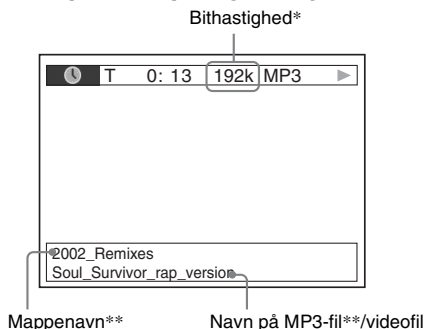 Bithastighed*
T 0: 13 192k MP3
2002_Remixes
Soul_Survivor_rap_version
Mappenavn** Navn på MP3-fil**/videofil